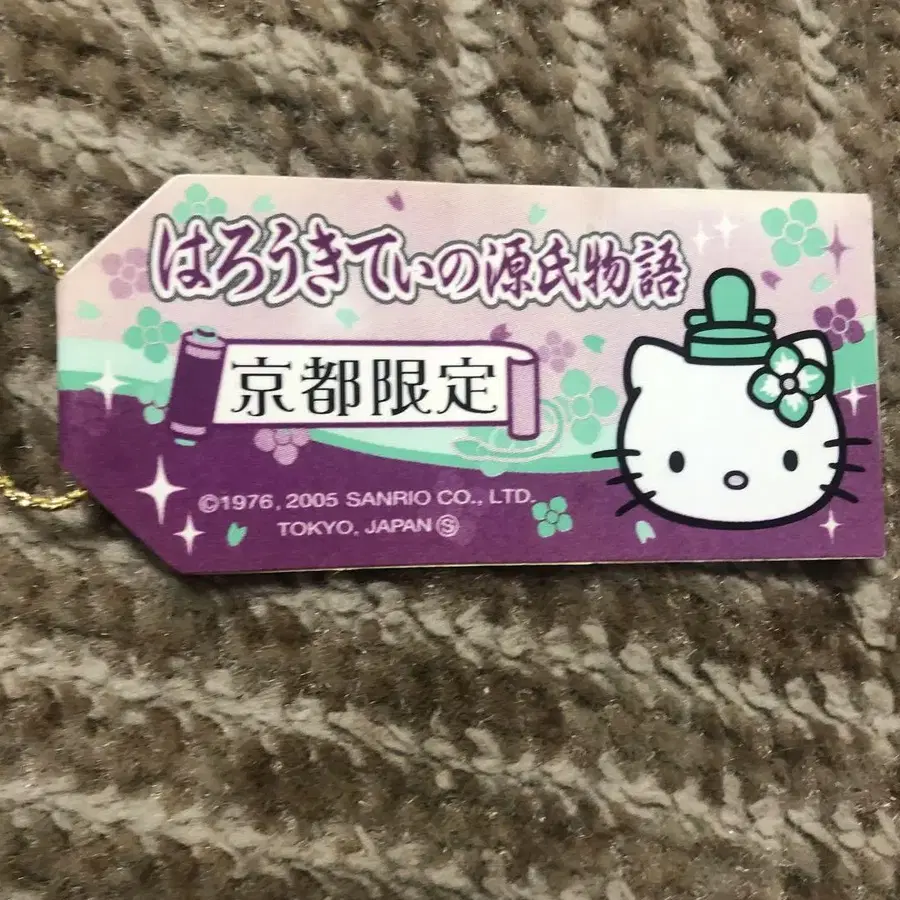 はろうきてぃの源氏物語
京都限定
©1976, 2005 SANRIO CO., LTD.
TOKYO, JAPAN Ⓢ